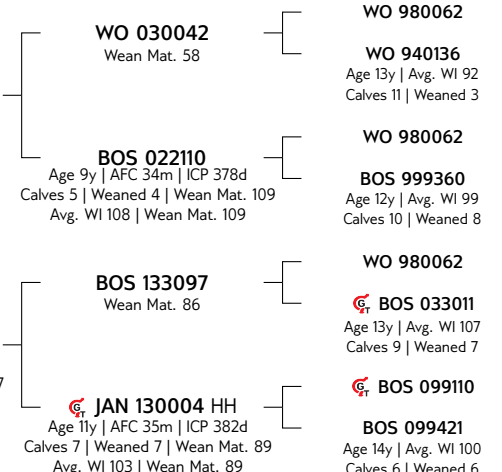 WO 030042
Wean Mat. 58
BOS 022110
Age 9y | AFC 34m | ICP 378d
Calves 5 | Weaned 4 | Wean Mat. 109
Avg. WI 108 | Wean Mat. 109
WO 980062
WO 940136
Age 13y | Avg. WI 92
Calves 11 | Weaned 3
WO 980062
BOS 999360
Age 12y | Avg. WI 99
Calves 10 | Weaned 8
BOS 133097
Wean Mat. 86
7
GT JAN 130004 HH
Age 11y | AFC 35m | ICP 382d
Calves 7 | Weaned 7 | Wean Mat. 89
Avg. WI 103 | Wean Mat. 89
WO 980062
GT BOS 033011
Age 13y | Avg. WI 107
Calves 9 | Weaned 7
GT BOS 099110
BOS 099421
Age 14y | Avg. WI 100
Calves 6 | Weaned 6